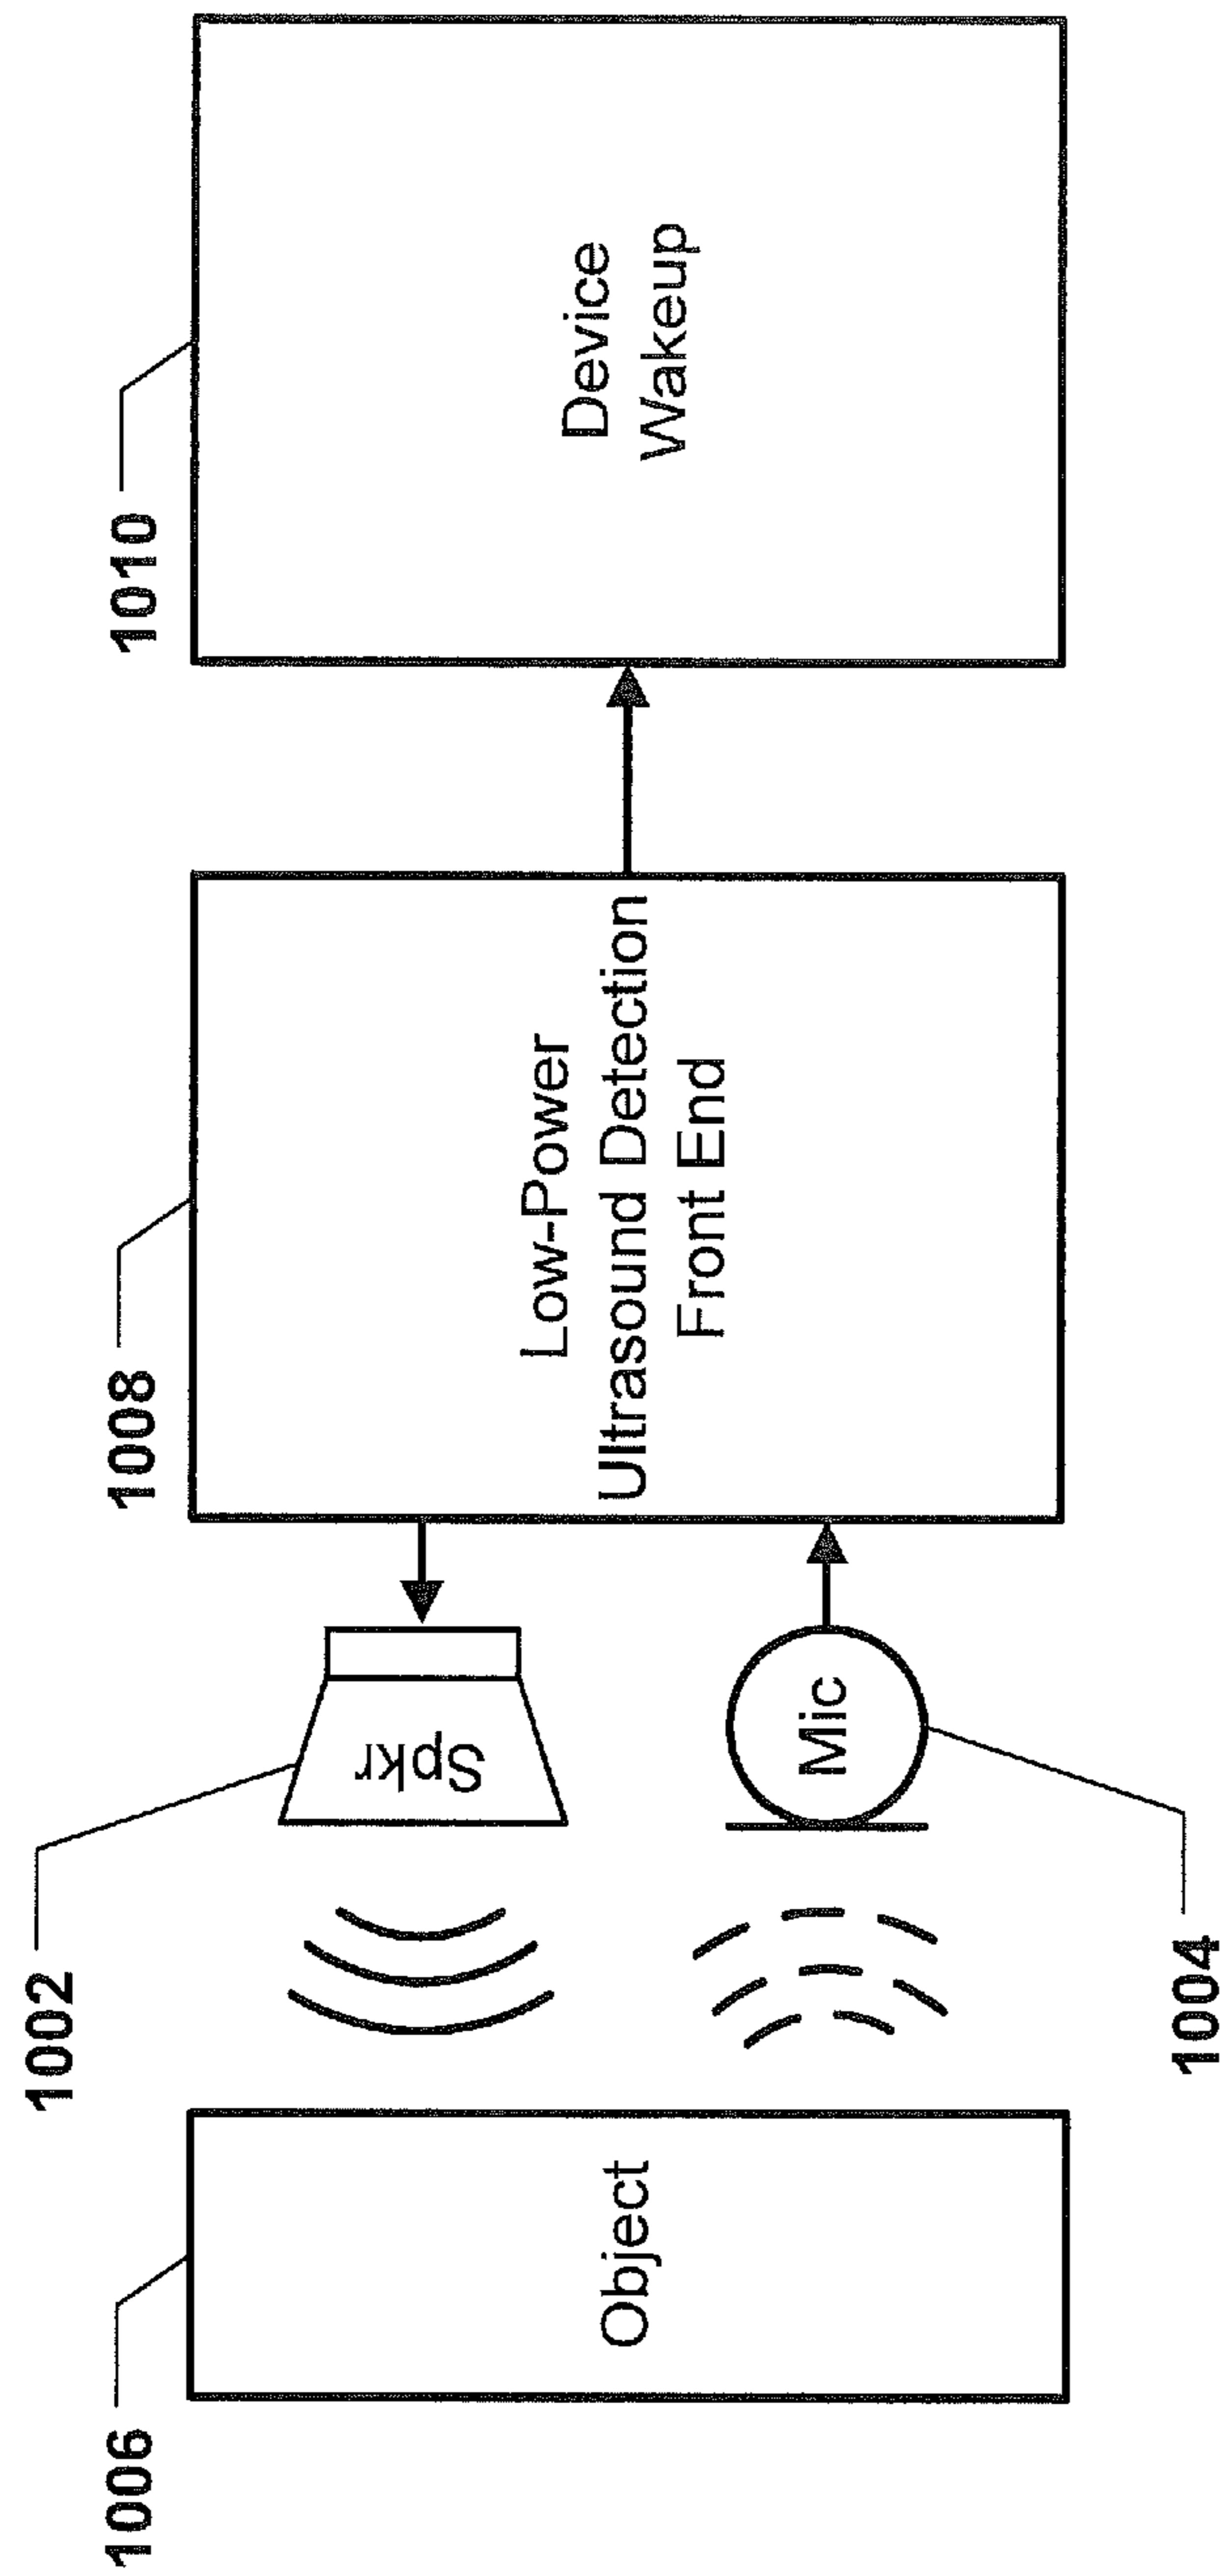 1006
Object
1002
Spkr
Mic
1004
1008
Low-Power
Ultrasound Detection
Front End
1010
Device
Wakeup